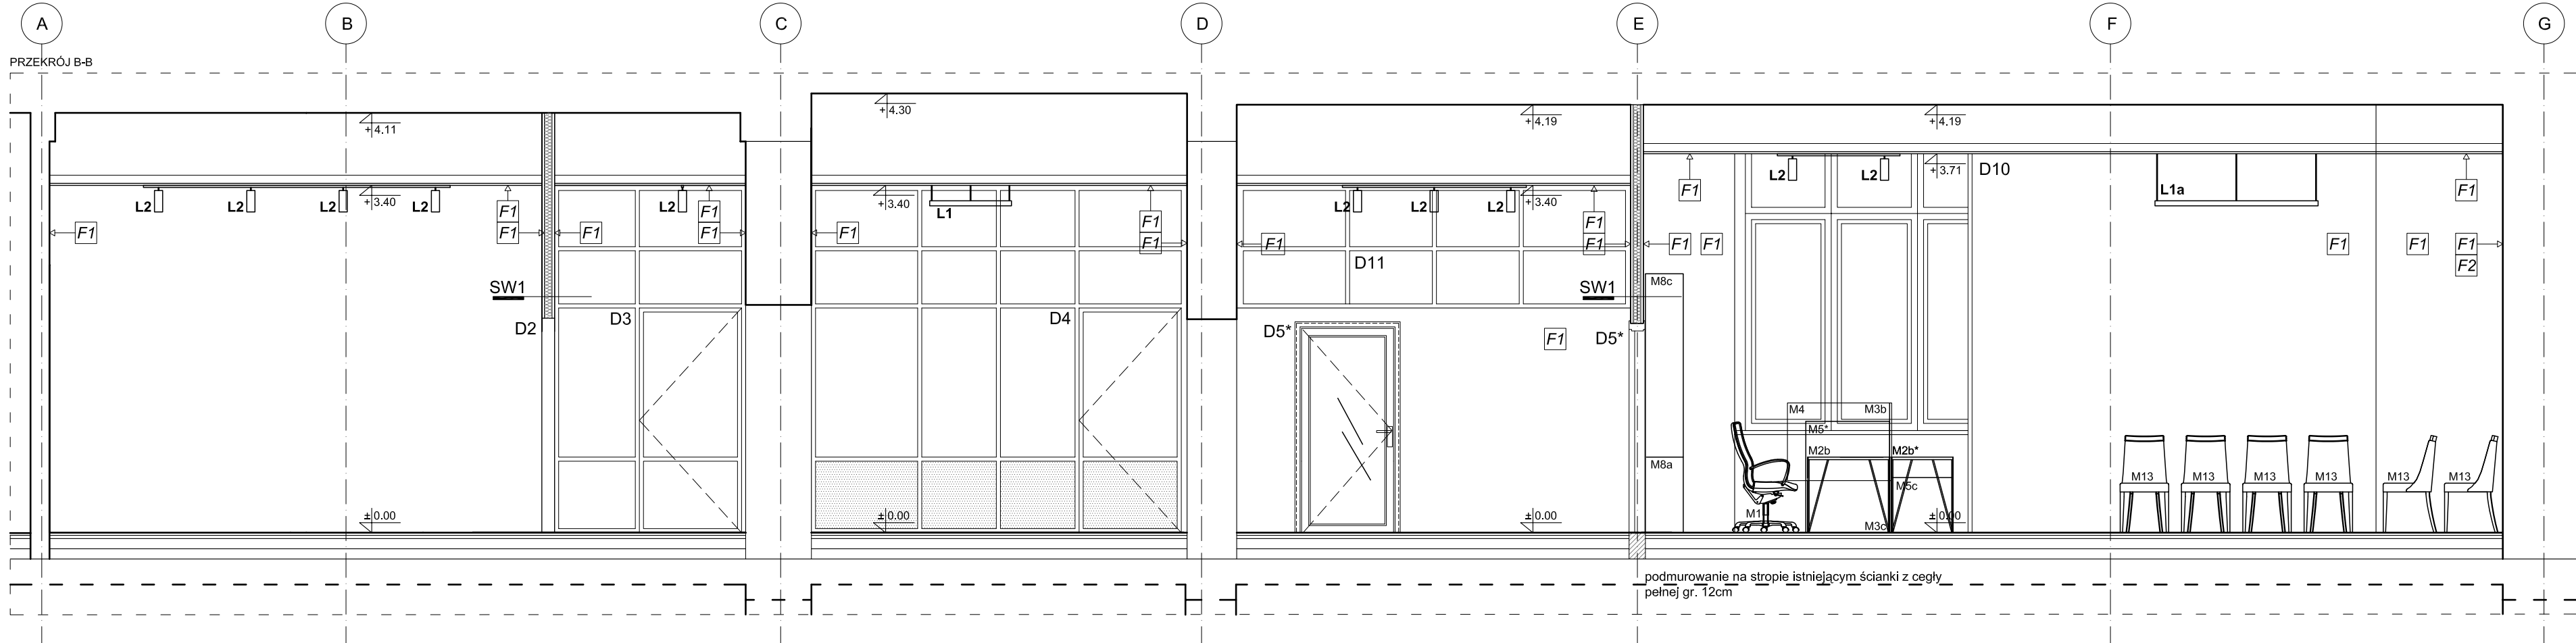 A B C D E F G
PRZEKRÓJ B-B
+4.30
+4.11 +4.19 +4.19
+3.71 D10
L2 L2 L2 L2 L2 L2 L2 L2 L2 L2
+3.40 +3.40 +3.40
L1 L1a
F1 F1 F1 F1 F1 F1
F1 F1 F1 F1 F1 F1 F1 F1 F1 F1 F1 F1 F1
F2
D11
SW1 SW1 M8c
D2 D3 D4 D5* F1 D5*
M4 M3b
M5*
M2b M2b*
M8a
M13 M13 M13 M13 M13 M13
M5c
M1
±0.00 ±0.00 ±0.00 ±0.00
M3c
podmurowanie na stropie istniejącym ścianki z cegły
pełnej gr. 12cm